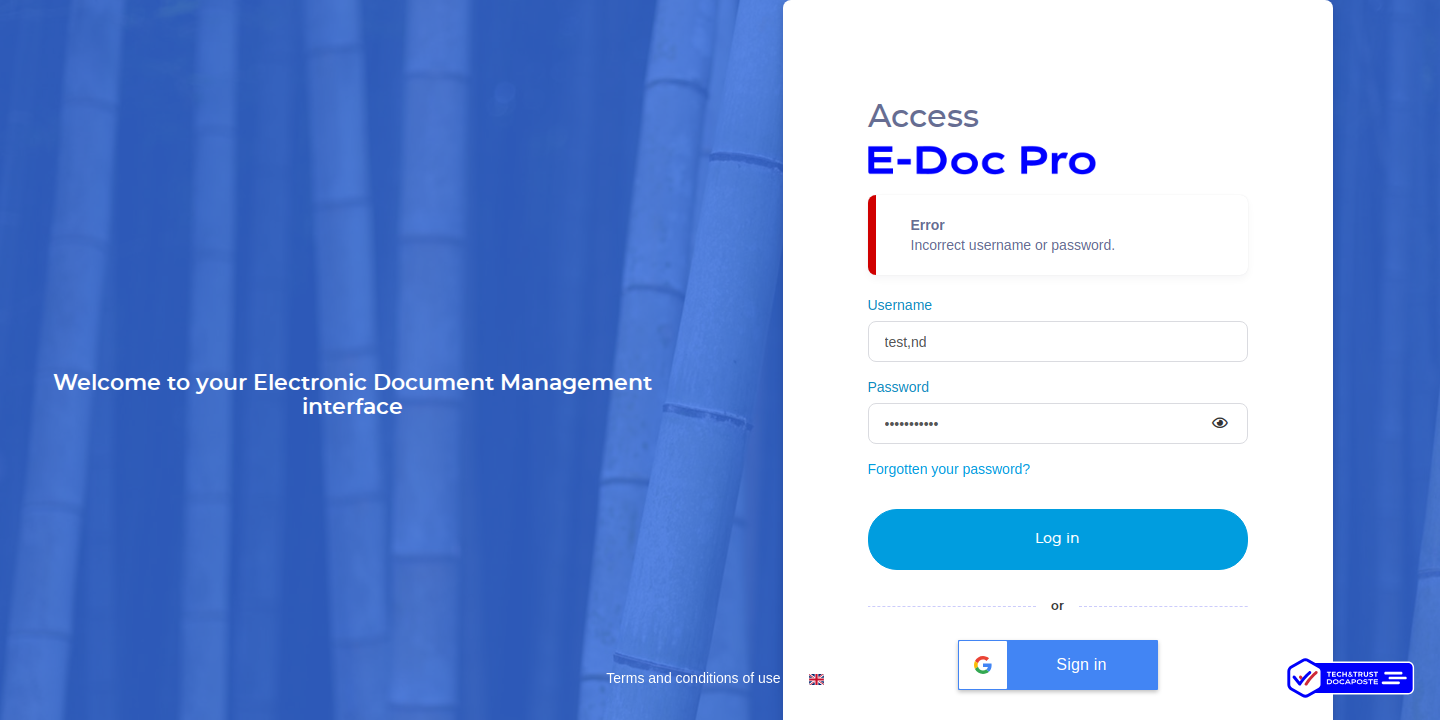 Access
E-Doc Pro
Error
Incorrect username or password.
Username
test,nd
Password
•••••••••••
Forgotten your password?
Log in
or
Sign in
Welcome to your Electronic Document Management
interface
Terms and conditions of use
TECH&TRUST
DOCAPOSTE